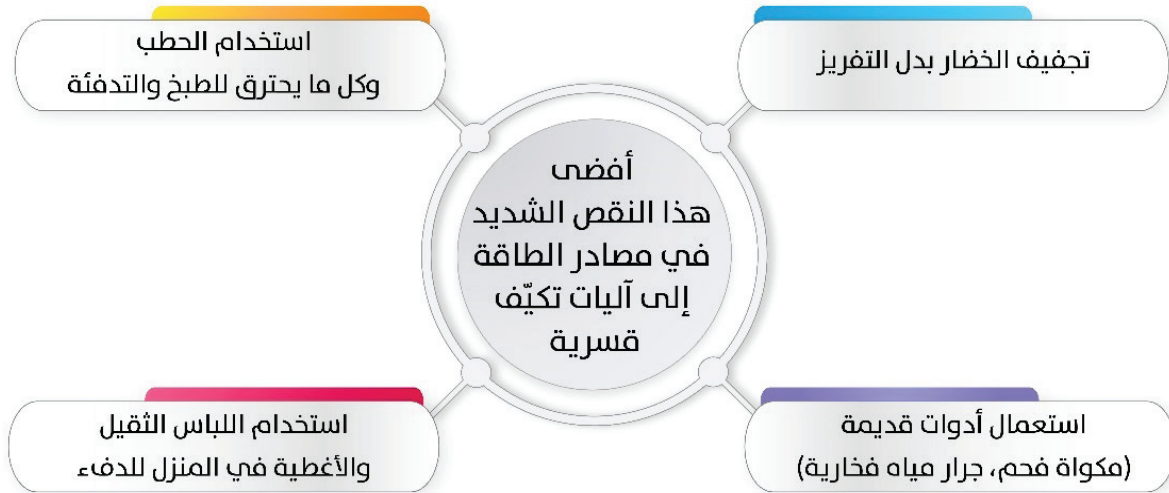 تجفيف الخضار بدل التفريز
استخدام الحطب
وكل ما يحترق للطبخ والتدفئة
أفضى
هذا النقص الشديد
في مصادر الطاقة
إلى آليات تكيّف
قسرية
استعمال أدوات قديمة
(مكواة فحم، جرار مياه فخارية)
استخدام اللباس الثقيل
والأغطية في المنزل للدفء